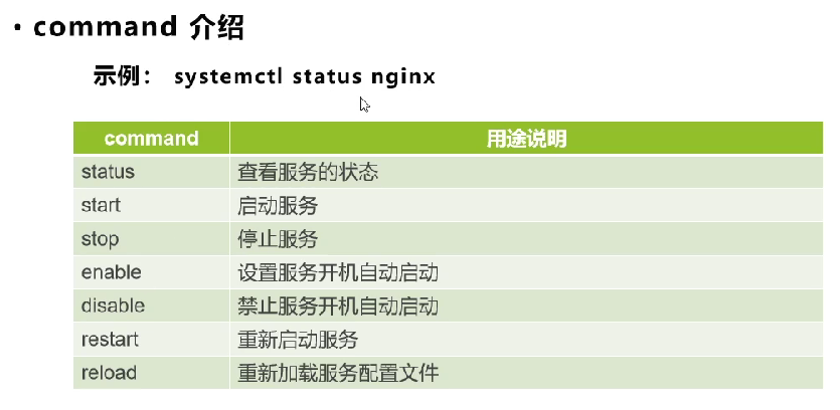 · command 介绍
示例： systemctl status nginx
command 用途说明
status 查看服务的状态
start 启动服务
stop 停止服务
enable 设置服务开机自动启动
disable 禁止服务开机自动启动
restart 重新启动服务
reload 重新加载服务配置文件